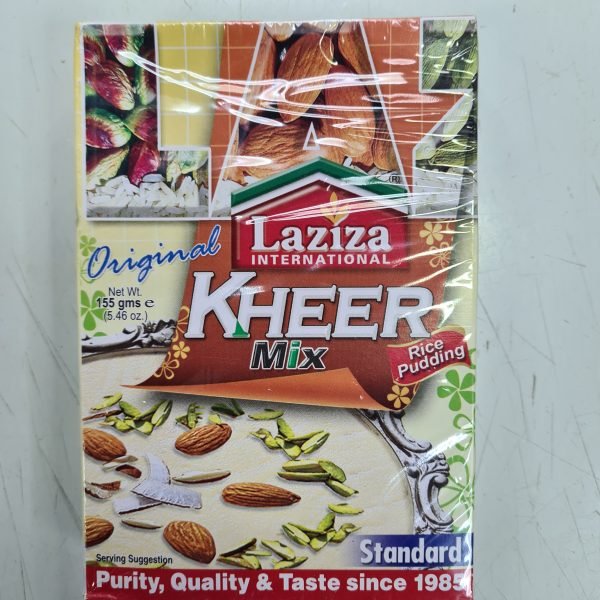 LAZ
Laziza
INTERNATIONAL
Original
Net Wt.
155 gms e
(5.46 oz.)
KHEER
Mix
Rice
Pudding
Serving Suggestion
Standard
Purity, Quality & Taste since 1985